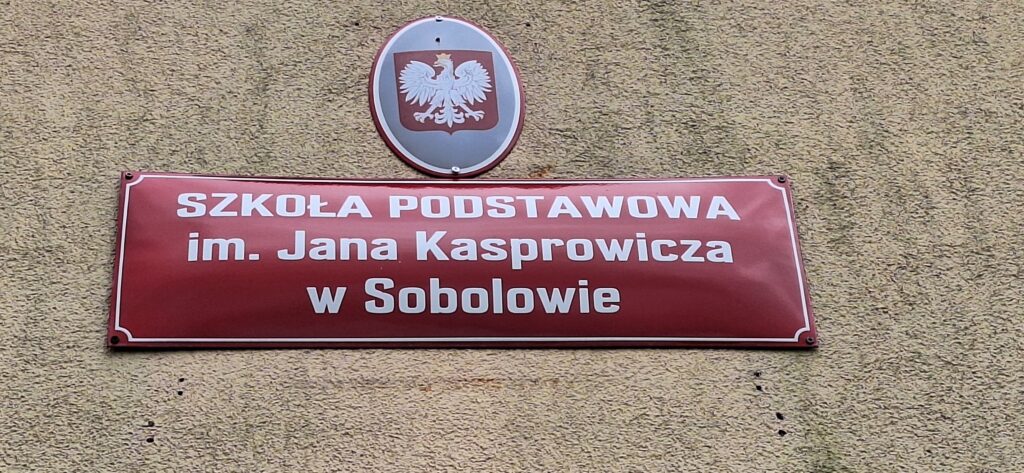 SZKOŁA PODSTAWOWA
im. Jana Kasprowicza
w Sobolowie